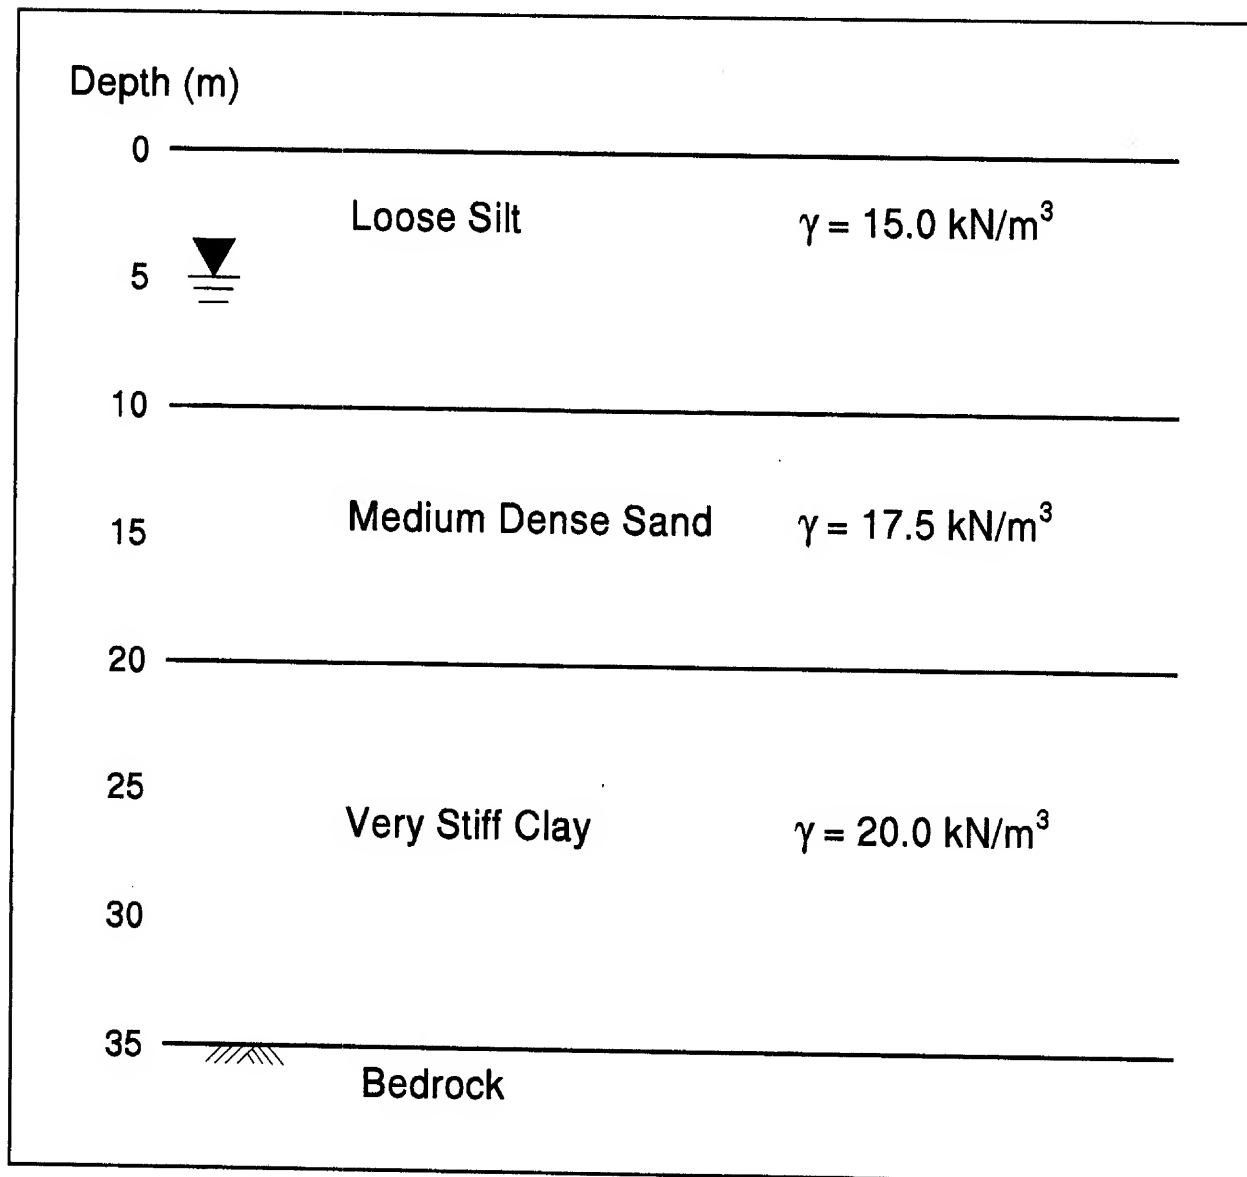 Depth (m)
0
Loose Silt γ = 15.0 kN/m³
5
10
Medium Dense Sand γ = 17.5 kN/m³
15
20
25
Very Stiff Clay γ = 20.0 kN/m³
30
35
Bedrock